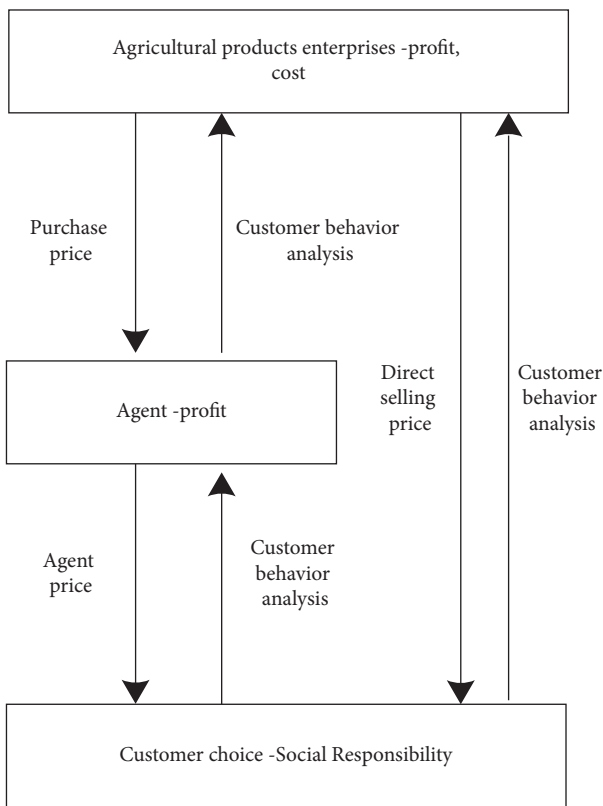 Agricultural products enterprises -profit,
cost
Purchase
price
Customer behavior
analysis
Agent -profit
Direct
selling
price
Customer
behavior
analysis
Agent
price
Customer
behavior
analysis
Customer choice -Social Responsibility